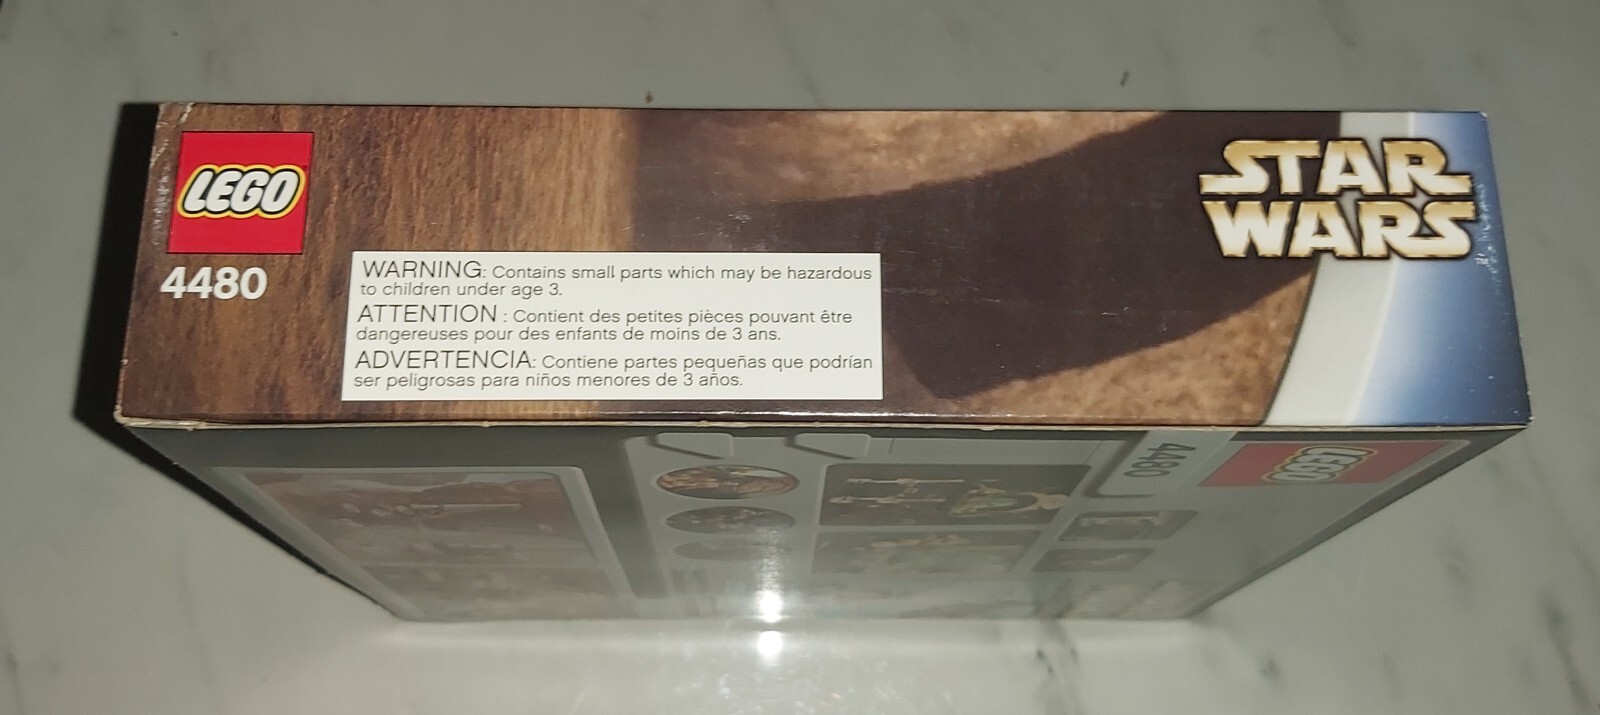 LEGO
4480
WARNING: Contains small parts which may be hazardous
to children under age 3.
ATTENTION : Contient des petites pièces pouvant être
dangereuses pour des enfants de moins de 3 ans.
ADVERTENCIA: Contiene partes pequeñas que podrían
ser peligrosas para niños menores de 3 años.
STAR
WARS
™
4480
LEGO